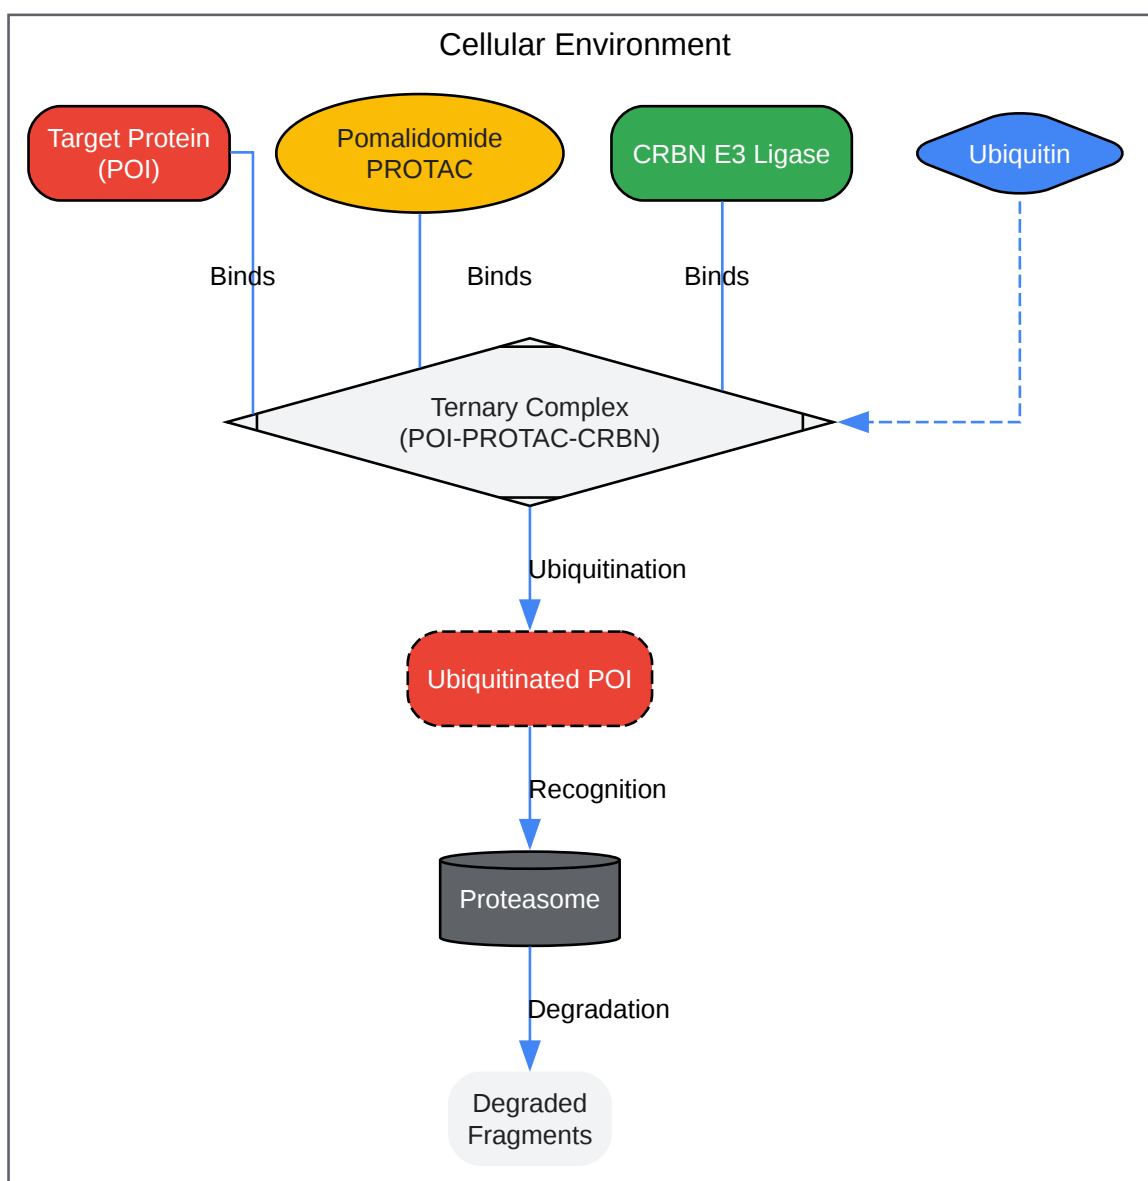 Cellular Environment
Target Protein
(POI)
Pomalidomide
PROTAC
CRBN E3 Ligase
Ubiquitin
Binds
Binds
Binds
Ternary Complex
(POI-PROTAC-CRBN)
Ubiquitination
Ubiquitinated POI
Recognition
Proteasome
Degradation
Degraded
Fragments